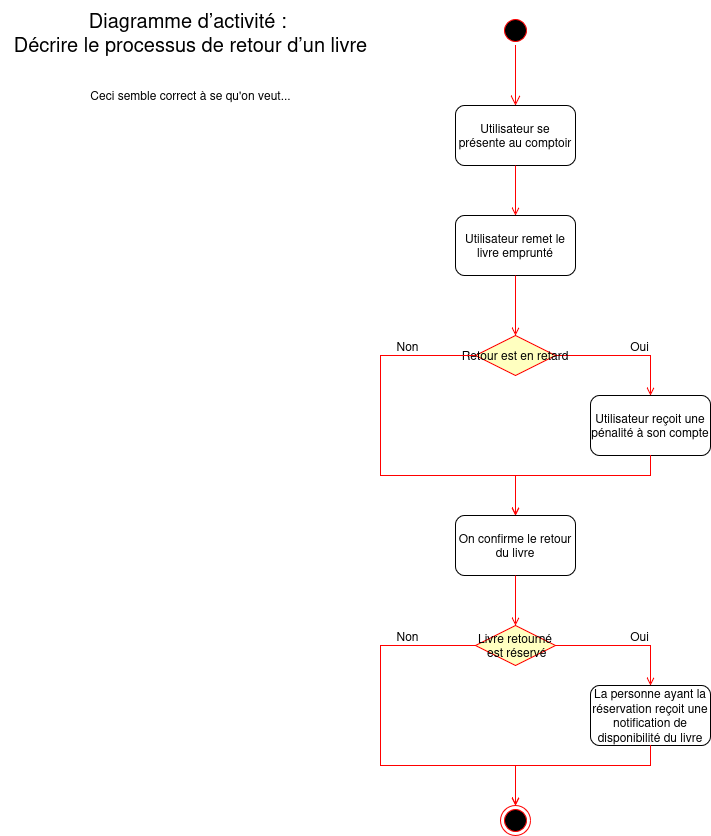 Diagramme d'activité :
Décrire le processus de retour d'un livre
Ceci semble correct à se qu'on veut...
Utilisateur se
présente au comptoir
Utilisateur remet le
livre emprunté
Retour est en retard
Non
Oui
Utilisateur reçoit une
pénalité à son compte
On confirme le retour
du livre
Livre retourné
est réservé
Non
Oui
La personne ayant la
réservation reçoit une
notification de
disponibilité du livre